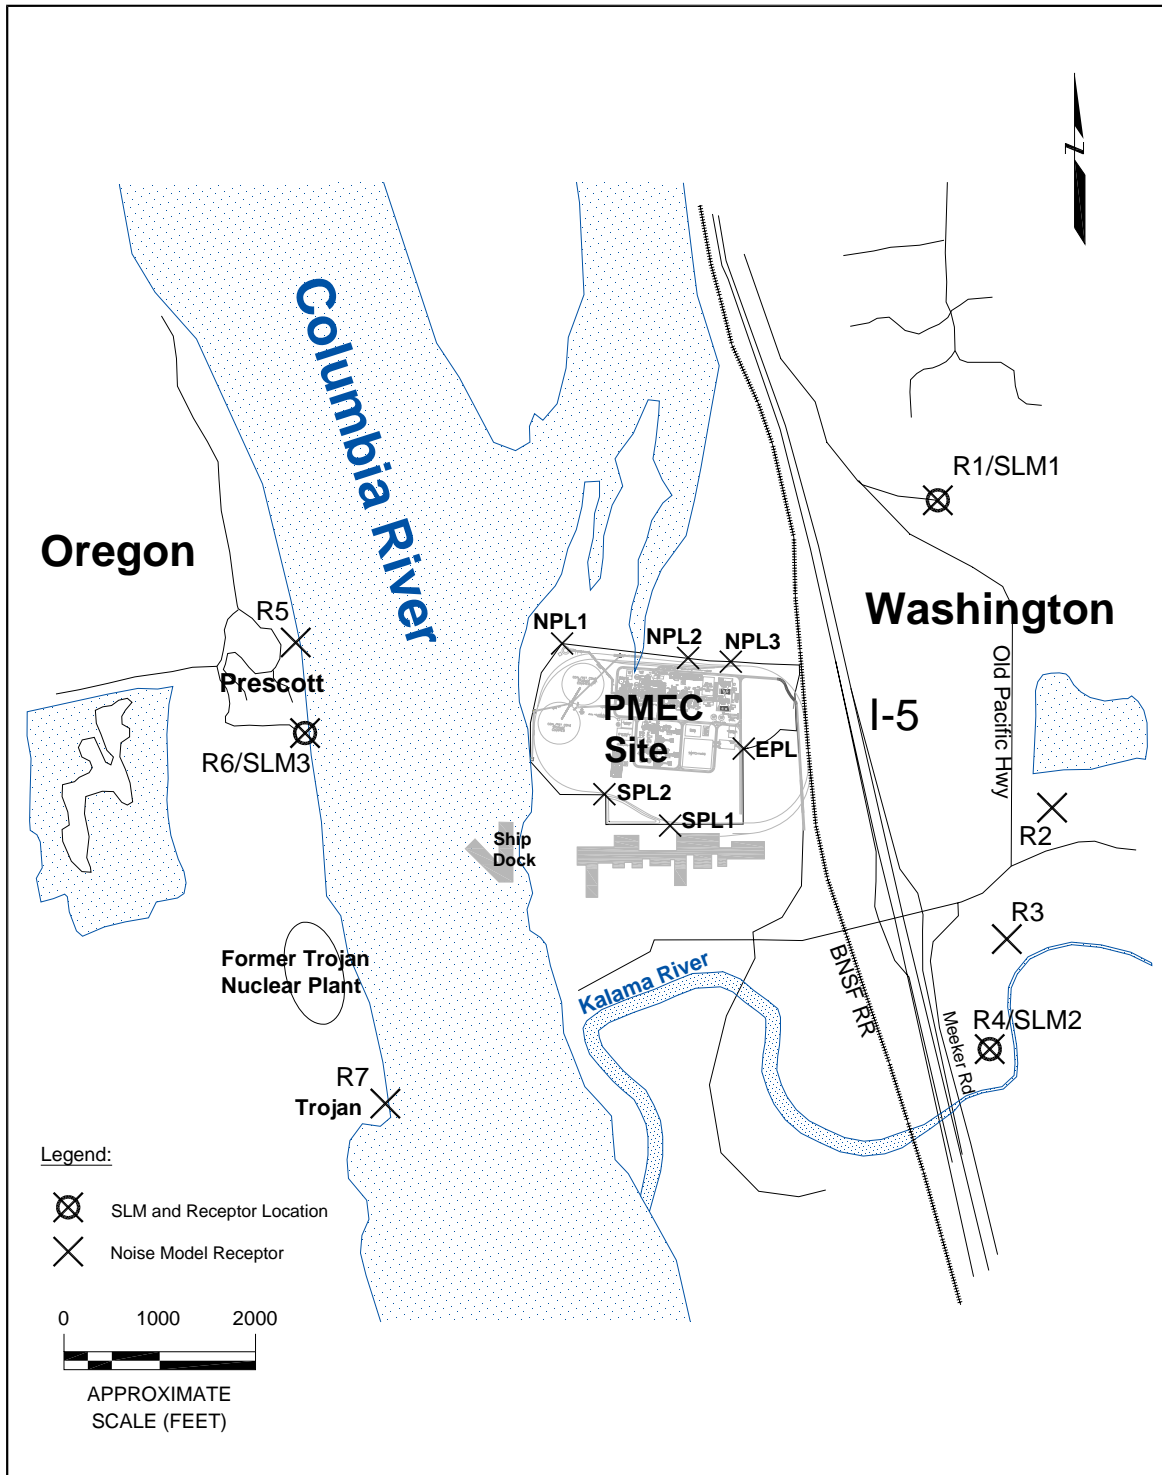 Columbia River
R1/SLM1
Oregon
Washington
R5
NPL1
NPL2
NPL3
Prescott
PMEC
Site
I-5
Old Pacific Hwy
EPL
R6/SLM3
SPL2
SPL1
R2
Ship
Dock
R3
Former Trojan
Nuclear Plant
Kalama River
BNSF RR
Meeker Rd
R4/SLM2
R7
Trojan
Legend:
SLM and Receptor Location
Noise Model Receptor
0 1000 2000
APPROXIMATE
SCALE (FEET)